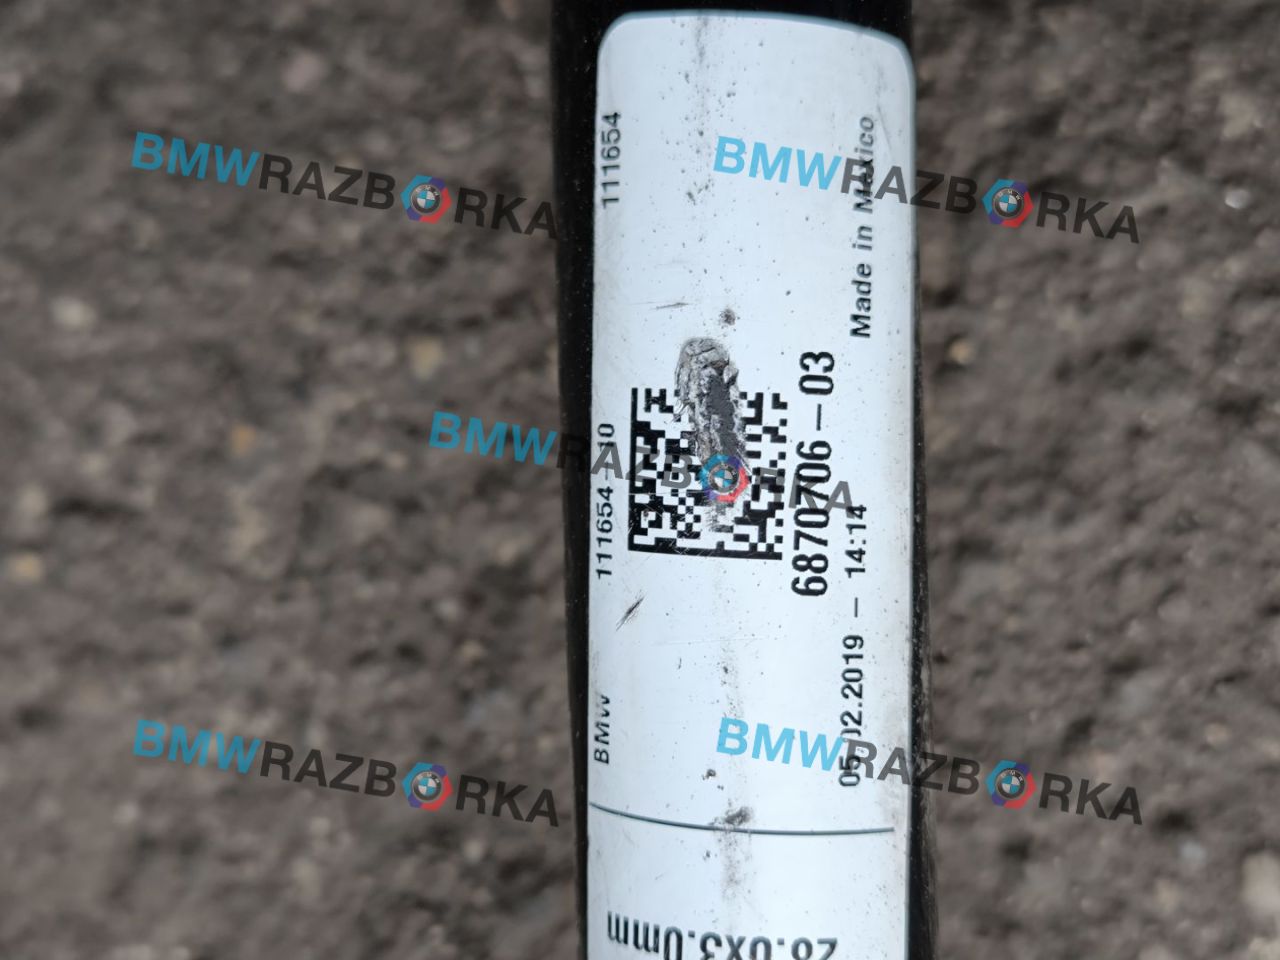 111654
111654-10
BMW
6870706-03
Made in Mexico
05.02.2019 - 14:14
28.0x3.0mm
BMWRAZBORKA
BMWRAZBORKA
BMWRAZBORKA
BMWRAZBORKA
BMWRAZBORKA